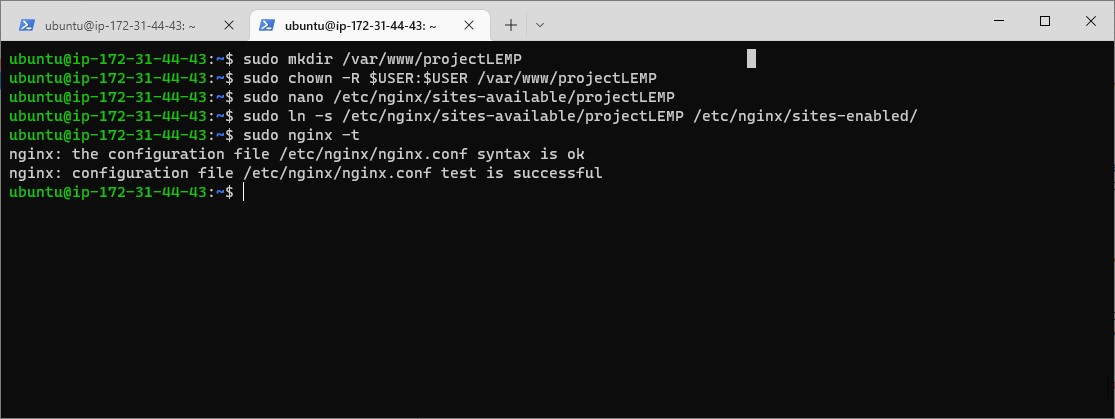 ubuntu@ip-172-31-44-43: ~
ubuntu@ip-172-31-44-43: ~
ubuntu@ip-172-31-44-43:~$ sudo mkdir /var/www/projectLEMP
ubuntu@ip-172-31-44-43:~$ sudo chown -R $USER:$USER /var/www/projectLEMP
ubuntu@ip-172-31-44-43:~$ sudo nano /etc/nginx/sites-available/projectLEMP
ubuntu@ip-172-31-44-43:~$ sudo ln -s /etc/nginx/sites-available/projectLEMP /etc/nginx/sites-enabled/
ubuntu@ip-172-31-44-43:~$ sudo nginx -t
nginx: the configuration file /etc/nginx/nginx.conf syntax is ok
nginx: configuration file /etc/nginx/nginx.conf test is successful
ubuntu@ip-172-31-44-43:~$